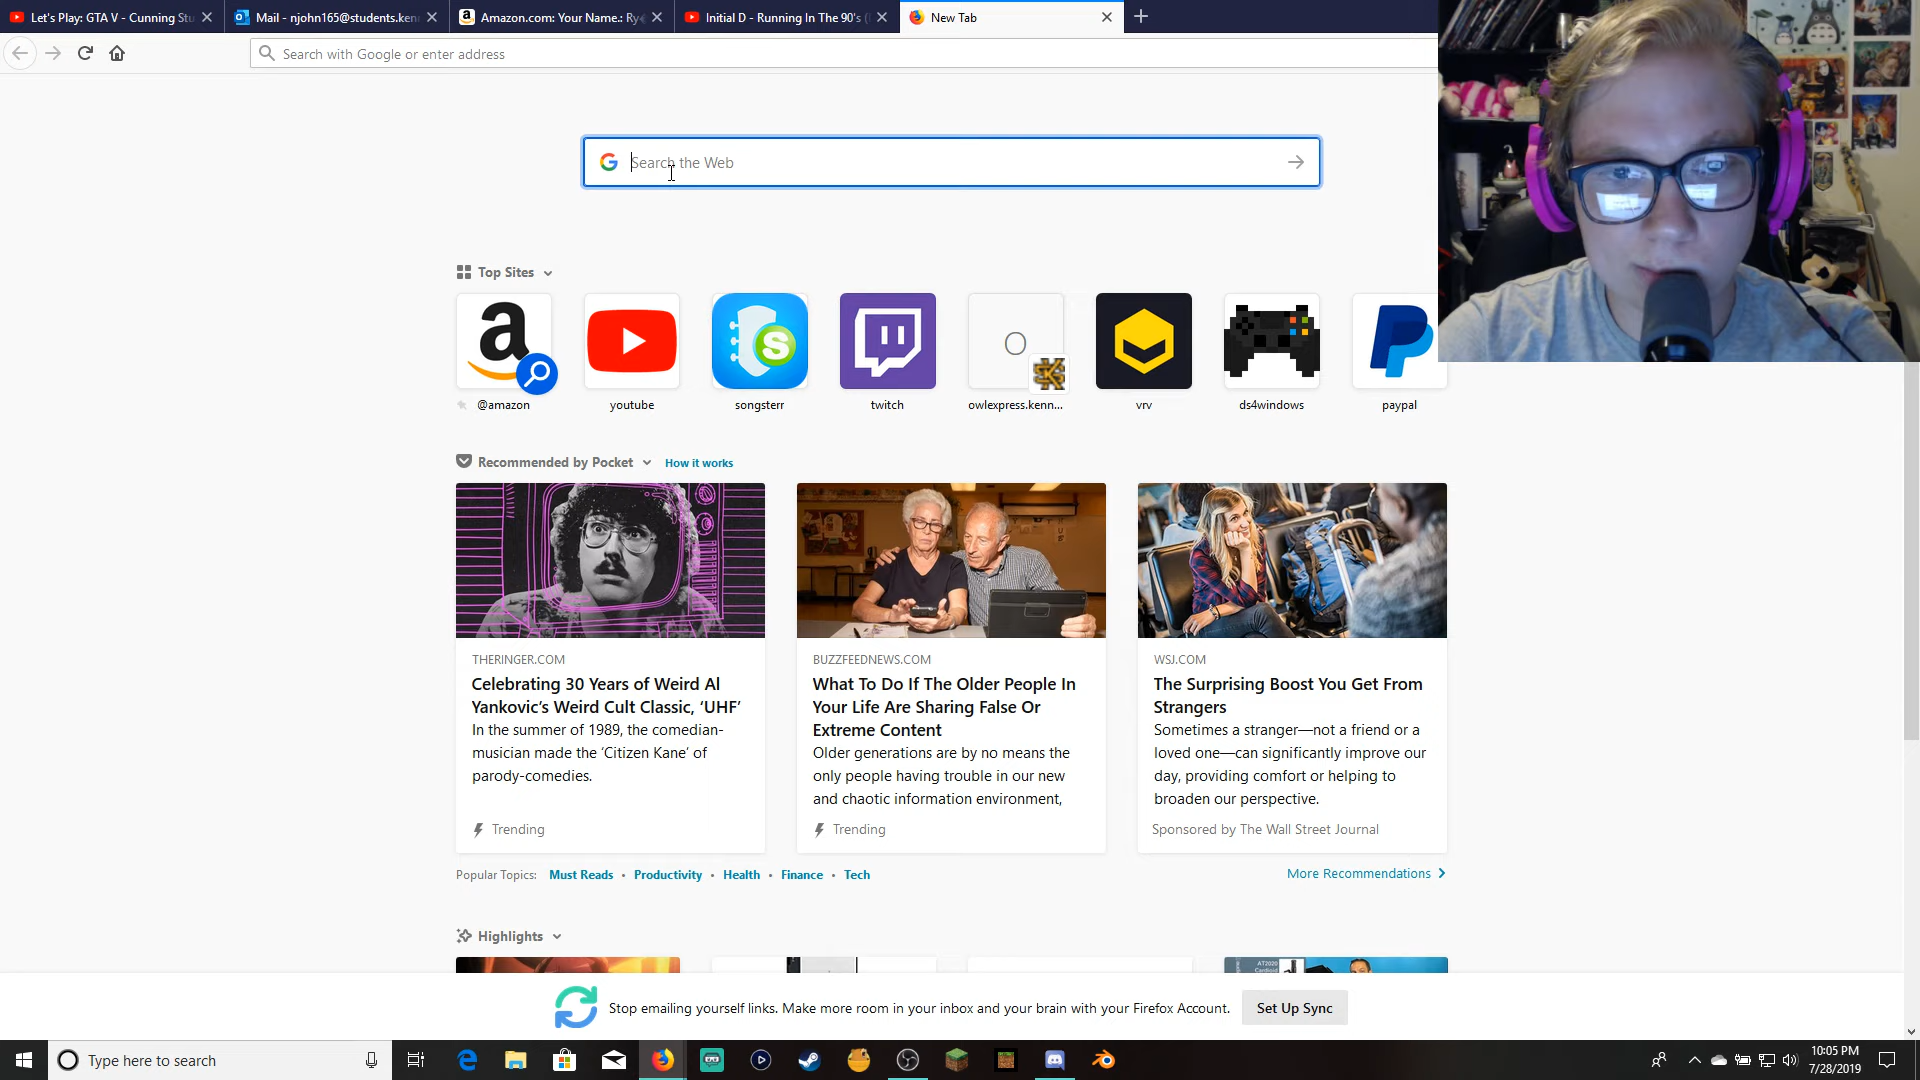 Let's Play: GTA V - Cunning Stu
Mail - njohn165@students.ken
Amazon.com: Your Name.: Ry
Initial D - Running In The 90's (
New Tab
Search with Google or enter address
Search the Web
Top Sites
@amazon
youtube
songsterr
twitch
O
owlexpress.kenn...
vrv
ds4windows
paypal
Recommended by Pocket
How it works
THERINGER.COM
Celebrating 30 Years of Weird Al
Yankovic's Weird Cult Classic, 'UHF'
In the summer of 1989, the comedian-
musician made the 'Citizen Kane' of
parody-comedies.
Trending
BUZZFEEDNEWS.COM
What To Do If The Older People In
Your Life Are Sharing False Or
Extreme Content
Older generations are by no means the
only people having trouble in our new
and chaotic information environment,
Trending
WSJ.COM
The Surprising Boost You Get From
Strangers
Sometimes a stranger—not a friend or a
loved one—can significantly improve our
day, providing comfort or helping to
broaden our perspective.
Sponsored by The Wall Street Journal
Popular Topics: Must Reads • Productivity • Health • Finance • Tech
More Recommendations
Highlights
AT2020
Cardioid
Stop emailing yourself links. Make more room in your inbox and your brain with your Firefox Account.
Set Up Sync
Type here to search
10:05 PM
7/28/2019